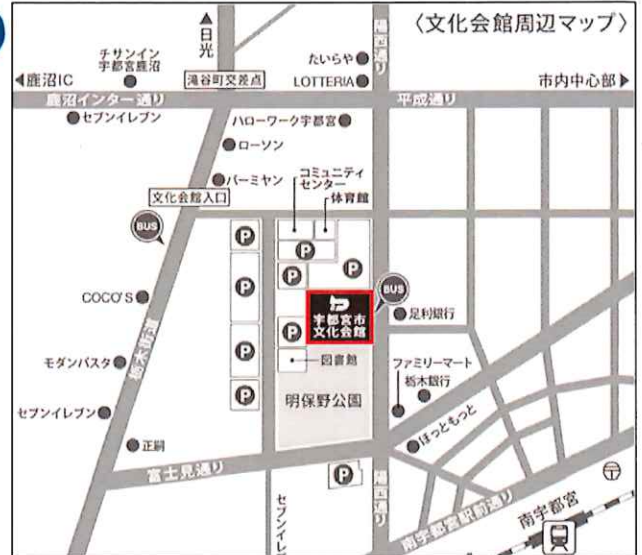 〈文化会館周辺マップ〉
▲日光
陽西通り
チサンイン
宇都宮鹿沼
たいらや
◀鹿沼IC
滝谷町交差点
LOTTERIA
市内中心部▶
鹿沼インター通り
平成通り
セブンイレブン
ハローワーク宇都宮
ローソン
バーミヤン
コミュニティ
センター
体育館
文化会館入口
BUS
P
P
P
P
P
BUS
COCO'S
P
宇都宮市
文化会館
足利銀行
P
P
図書館
ファミリーマート
栃木銀行
モダンパスタ
栃木街道
明保野公園
P
セブンイレブン
ほっともっと
正嗣
富士見通り
P
陽西通り
セブンイレ
南宇都宮駅前通り
南宇都宮